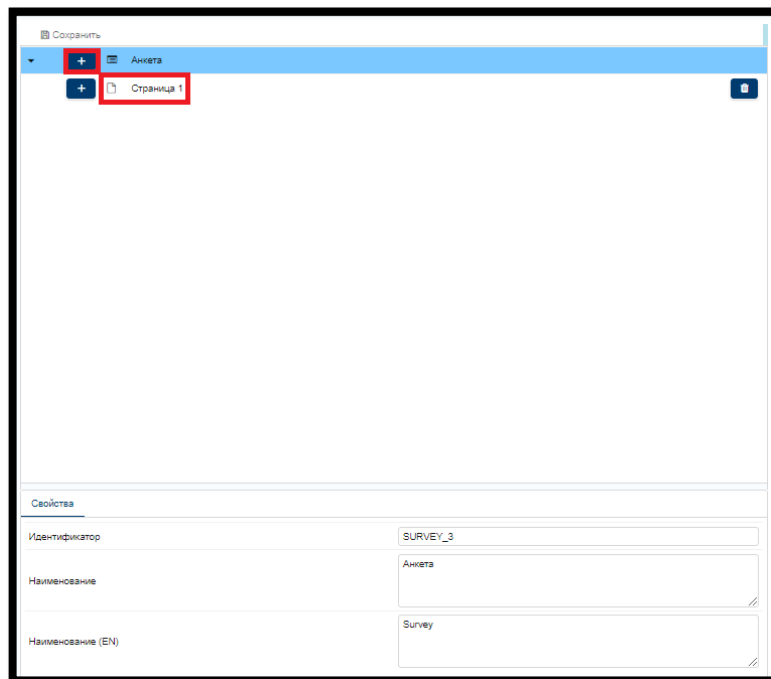 Сохранить
Анкета
Страница 1
Свойства
Идентификатор SURVEY_3
Наименование Анкета
Наименование (EN) Survey